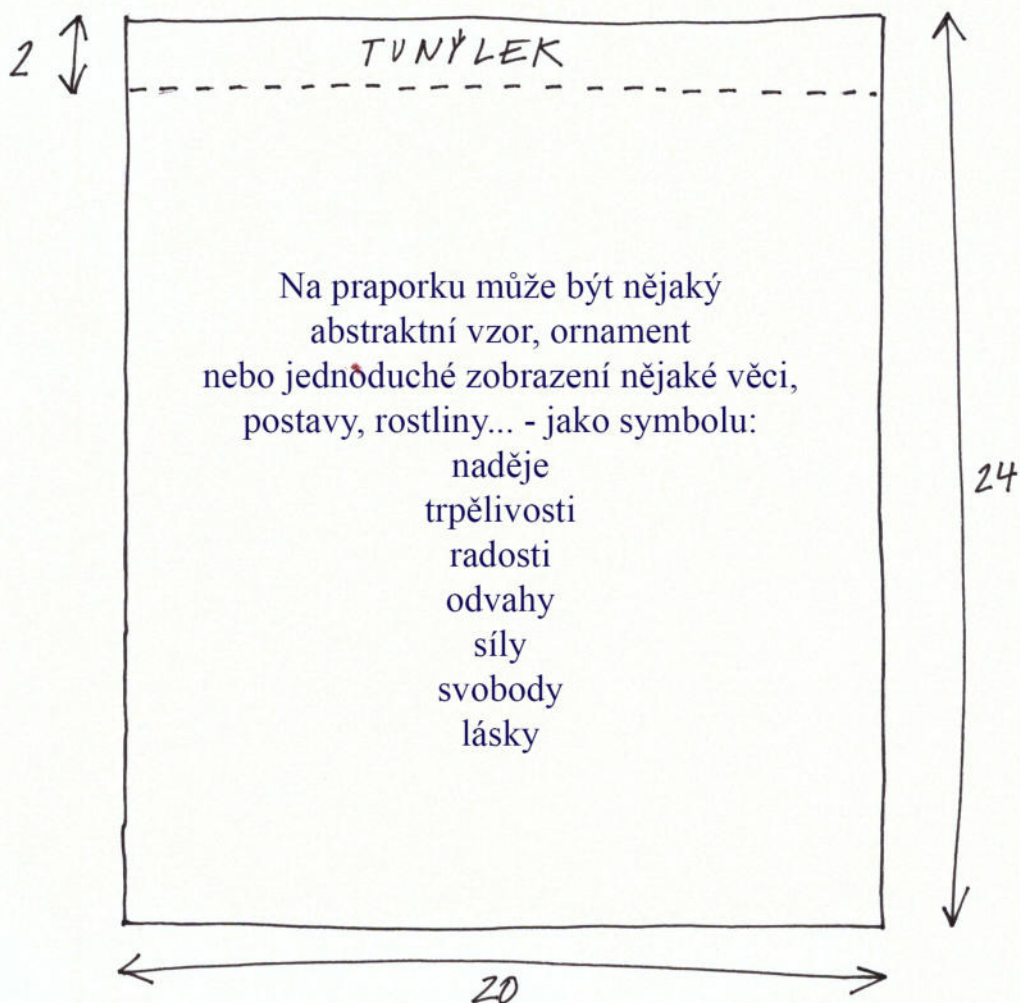 2
TUNÝLEK
Na praporku může být nějaký
abstraktní vzor, ornament
nebo jednoduché zobrazení nějaké věci,
postavy, rostliny... - jako symbolu:
naděje
trpělivosti
radosti
odvahy
síly
svobody
lásky
24
20